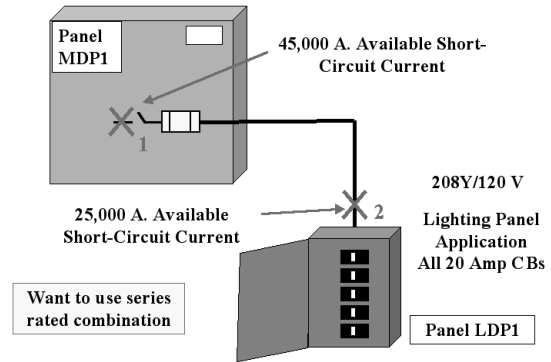 Panel
MDP1
45,000 A. Available Short-
Circuit Current
1
25,000 A. Available
Short-Circuit Current
2
208Y/120 V
Lighting Panel
Application
All 20 Amp CBs
Want to use series
rated combination
Panel LDP1